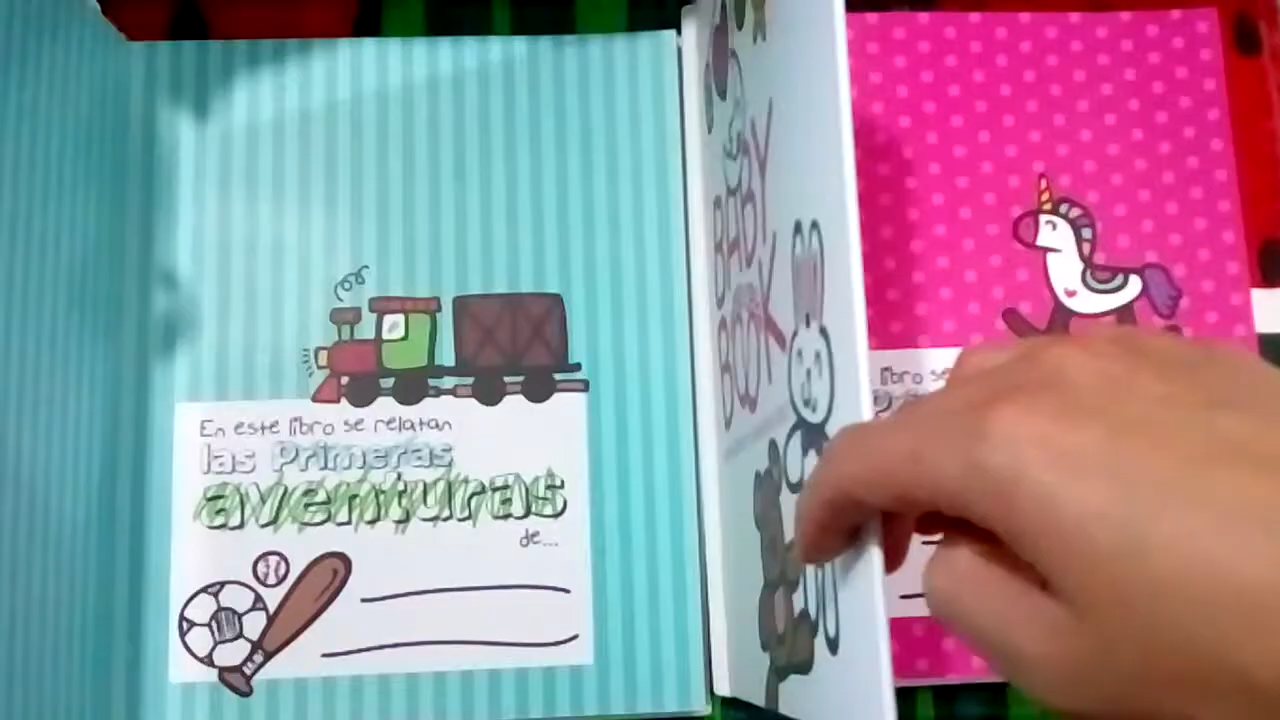 En este libro se relatan
las Primeras
aventuras
de...
BABY
BOOK
libro se